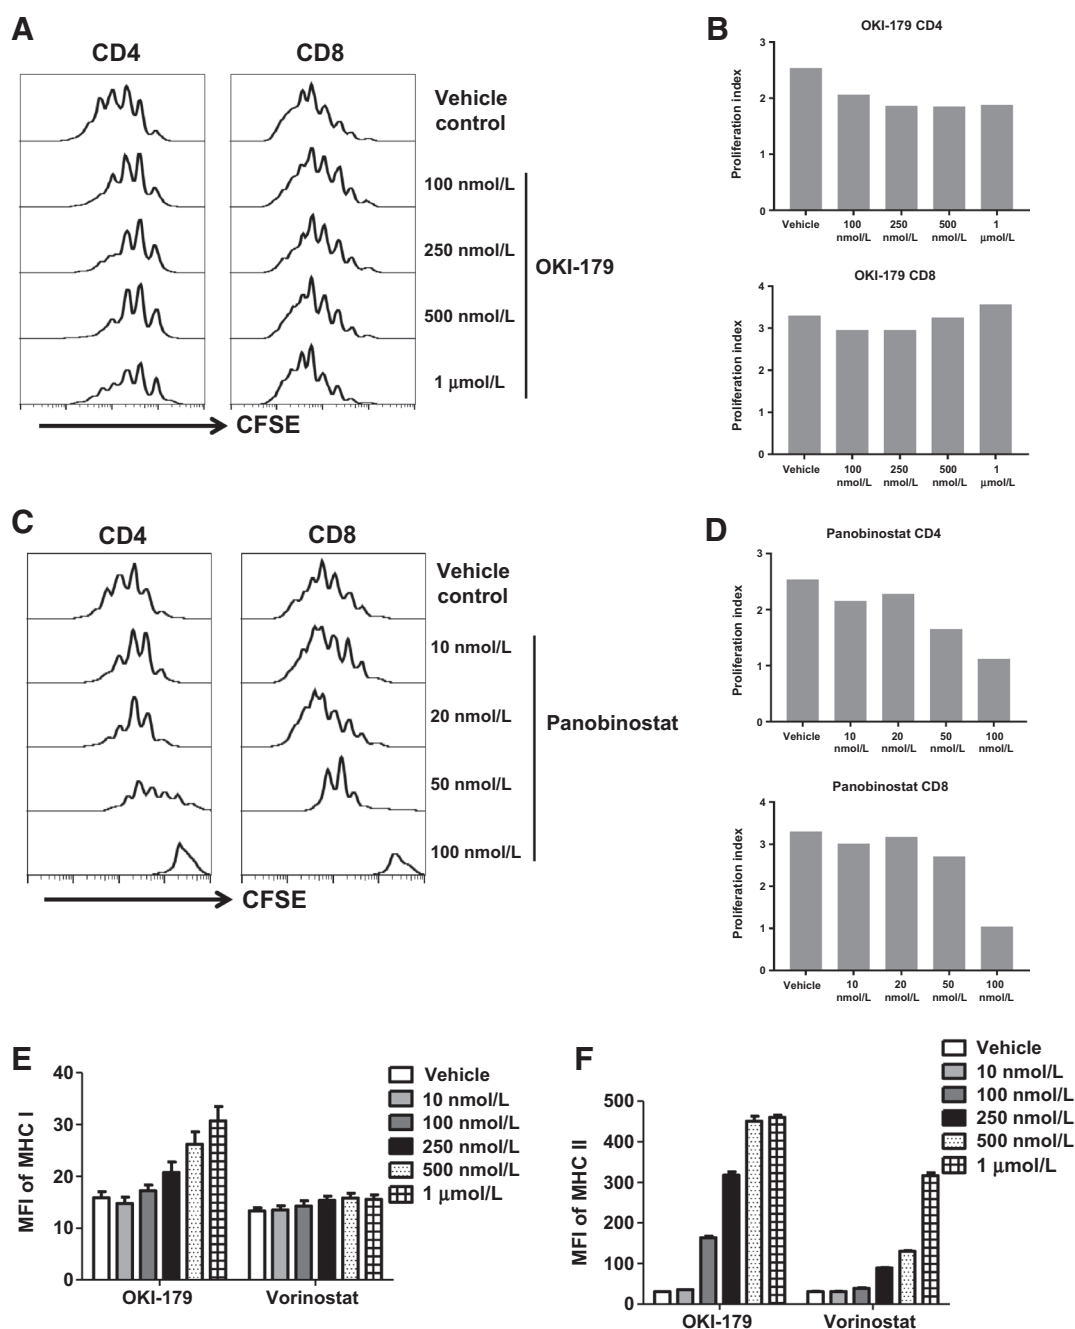 A
CD4
CD8
Vehicle
control
100 nmol/L
250 nmol/L
500 nmol/L
1 μmol/L
OKI-179
CFSE
B
OKI-179 CD4
Proliferation index
3
2
1
0
Vehicle
100
nmol/L
250
nmol/L
500
nmol/L
1
μmol/L
OKI-179 CD8
Proliferation index
4
3
2
1
0
Vehicle
100
nmol/L
250
nmol/L
500
nmol/L
1
μmol/L
C
CD4
CD8
Vehicle
control
10 nmol/L
20 nmol/L
50 nmol/L
100 nmol/L
Panobinostat
CFSE
D
Panobinostat CD4
Proliferation index
3
2
1
0
Vehicle
10
nmol/L
20
nmol/L
50
nmol/L
100
nmol/L
Panobinostat CD8
Proliferation index
4
3
2
1
0
Vehicle
10
nmol/L
20
nmol/L
50
nmol/L
100
nmol/L
E
MFI of MHC I
40
30
20
10
0
OKI-179
Vorinostat
Vehicle
10 nmol/L
100 nmol/L
250 nmol/L
500 nmol/L
1 μmol/L
F
MFI of MHC II
500
400
300
200
100
0
OKI-179
Vorinostat
Vehicle
10 nmol/L
100 nmol/L
250 nmol/L
500 nmol/L
1 μmol/L